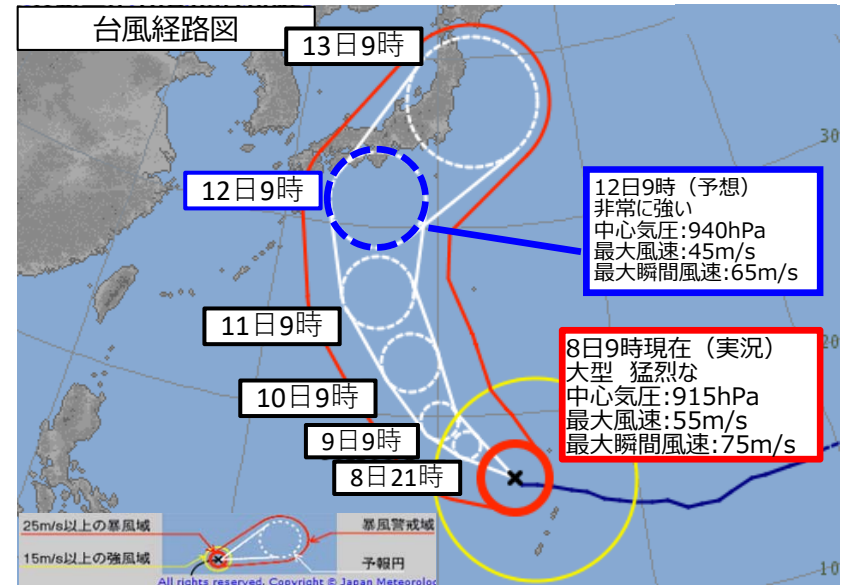 台風経路図
13日9時
30
12日9時
12日9時（予想）
非常に強い
中心気圧:940hPa
最大風速:45m/s
最大瞬間風速:65m/s
11日9時
20
8日9時現在（実況）
大型 猛烈な
中心気圧:915hPa
最大風速:55m/s
最大瞬間風速:75m/s
10日9時
9日9時
8日21時
25m/s以上の暴風域
暴風警戒域
15m/s以上の強風域
予報円
10
All rights reserved. Copyright © Japan Meteorolog